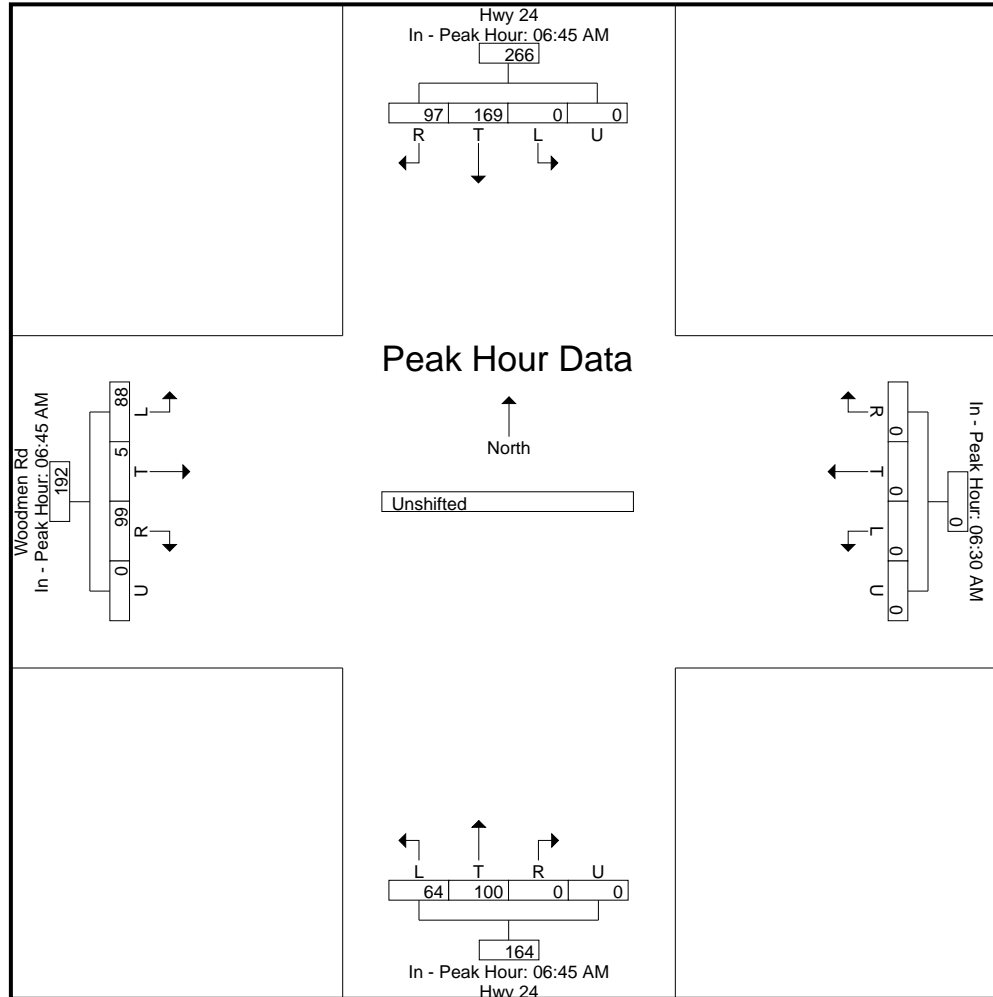 Hwy 24
In - Peak Hour: 06:45 AM
266
97 169 0 0
R T L U
Peak Hour Data
North
Unshifted
Woodmen Rd
In - Peak Hour: 06:45 AM
192
88 5 99 0
L T R U
In - Peak Hour: 06:30 AM
0
0 0 0 0
R T L U
L T R U
64 100 0 0
164
In - Peak Hour: 06:45 AM
Hwy 24